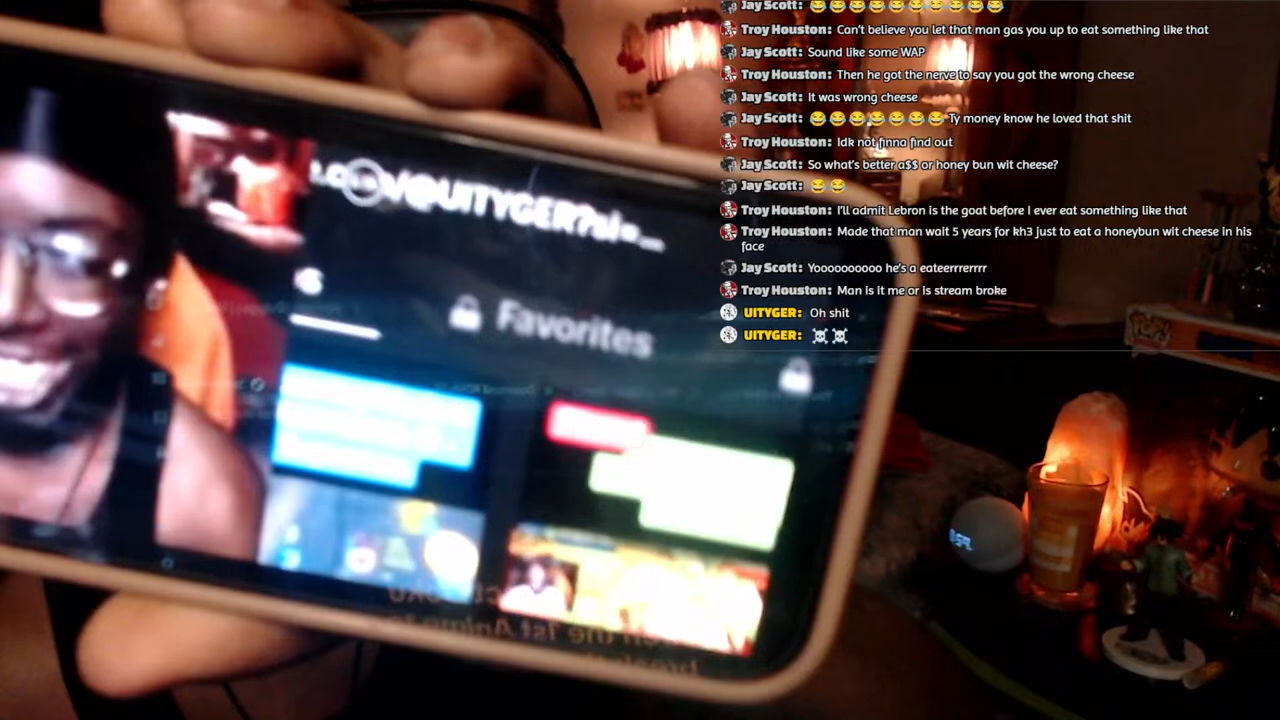 Jay Scott: 😂😂😂😂😂😂😂😂😂😂
Troy Houston: Can't believe you let that man gas you up to eat something like that
Jay Scott: Sound like some WAP
Troy Houston: Then he got the nerve to say you got the wrong cheese
Jay Scott: It was wrong cheese
Jay Scott: 😂😂😂😂😂😂😂 Ty money know he loved that shit
Troy Houston: Idk not finna find out
Jay Scott: So what's better a$$ or honey bun wit cheese?
Jay Scott: 😂😂
Troy Houston: I'll admit Lebron is the goat before I ever eat something like that
Troy Houston: Made that man wait 5 years for kh3 just to eat a honeybun wit cheese in his
face
Jay Scott: Yoooooooooo he's a eateerrrerrrr
Troy Houston: Man is it me or is stream broke
UITYGER: Oh shit
UITYGER: ☠️☠️
@UITYGER?si=...
Favorites
POP!